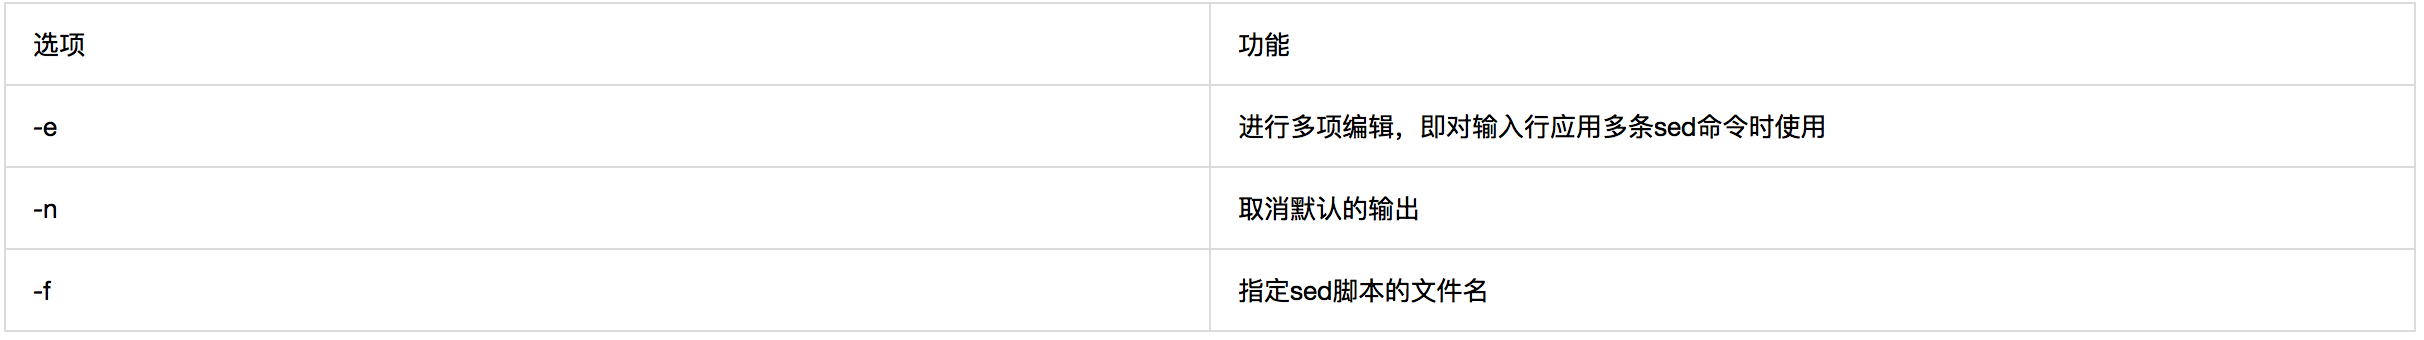 选项 功能
-e 进行多项编辑，即对输入行应用多条sed命令时使用
-n 取消默认的输出
-f 指定sed脚本的文件名